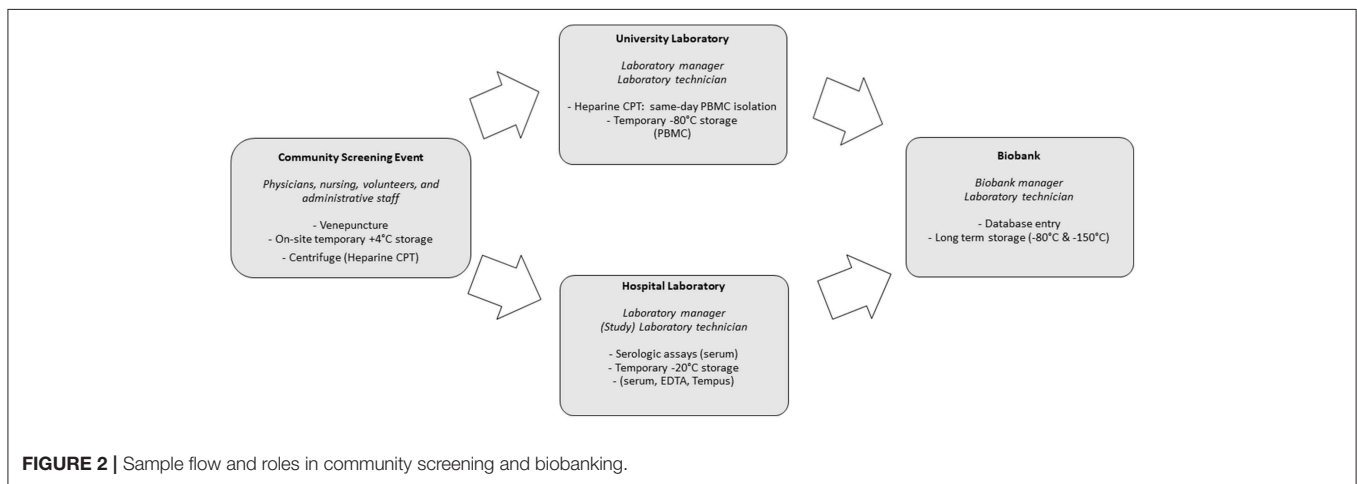 Community Screening Event
Physicians, nursing, volunteers, and
administrative staff
- Venepuncture
- On-site temporary +4°C storage
- Centrifuge (Heparine CPT)
University Laboratory
Laboratory manager
Laboratory technician
- Heparine CPT: same-day PBMC isolation
- Temporary -80°C storage
(PBMC)
Hospital Laboratory
Laboratory manager
(Study) Laboratory technician
- Serologic assays (serum)
- Temporary -20°C storage
- (serum, EDTA, Tempus)
Biobank
Biobank manager
Laboratory technician
- Database entry
- Long term storage (-80°C & -150°C)
FIGURE 2 | Sample flow and roles in community screening and biobanking.